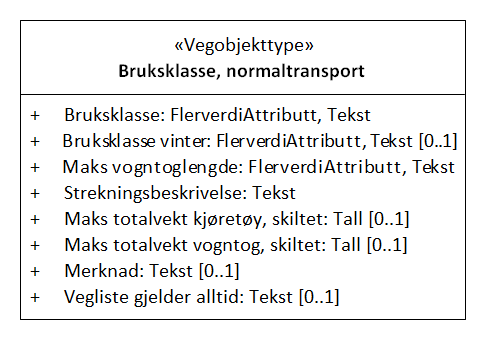 «Vegobjekttype»
Bruksklasse, normaltransport
+ Bruksklasse: FlerverdiAttributt, Tekst
+ Bruksklasse vinter: FlerverdiAttributt, Tekst [0..1]
+ Maks vogntoglengde: FlerverdiAttributt, Tekst
+ Strekningsbeskrivelse: Tekst
+ Maks totalvekt kjøretøy, skiltet: Tall [0..1]
+ Maks totalvekt vogntog, skiltet: Tall [0..1]
+ Merknad: Tekst [0..1]
+ Vegliste gjelder alltid: Tekst [0..1]